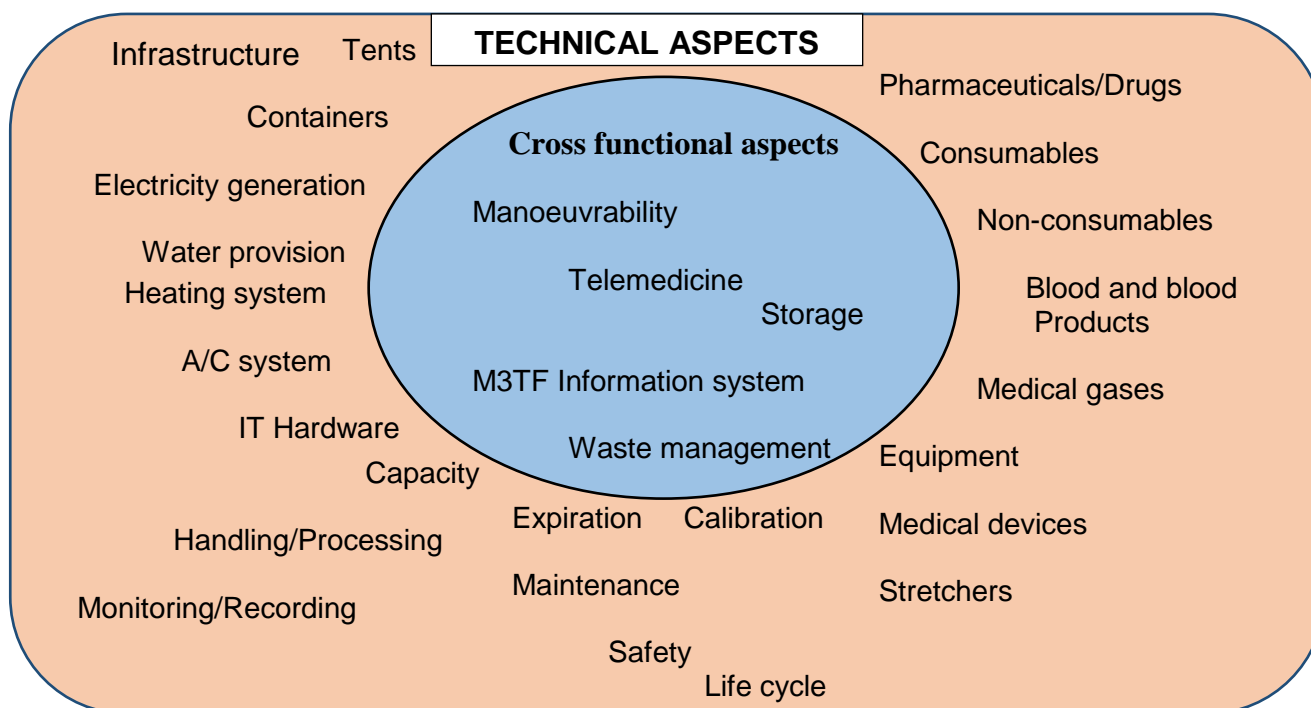 TECHNICAL ASPECTS
Infrastructure
Tents
Containers
Electricity generation
Water provision
Heating system
A/C system
IT Hardware
Capacity
Handling/Processing
Monitoring/Recording
Cross functional aspects
Manoeuvrability
Telemedicine
Storage
M3TF Information system
Waste management
Expiration
Calibration
Maintenance
Safety
Life cycle
Pharmaceuticals/Drugs
Consumables
Non-consumables
Blood and blood
Products
Medical gases
Equipment
Medical devices
Stretchers